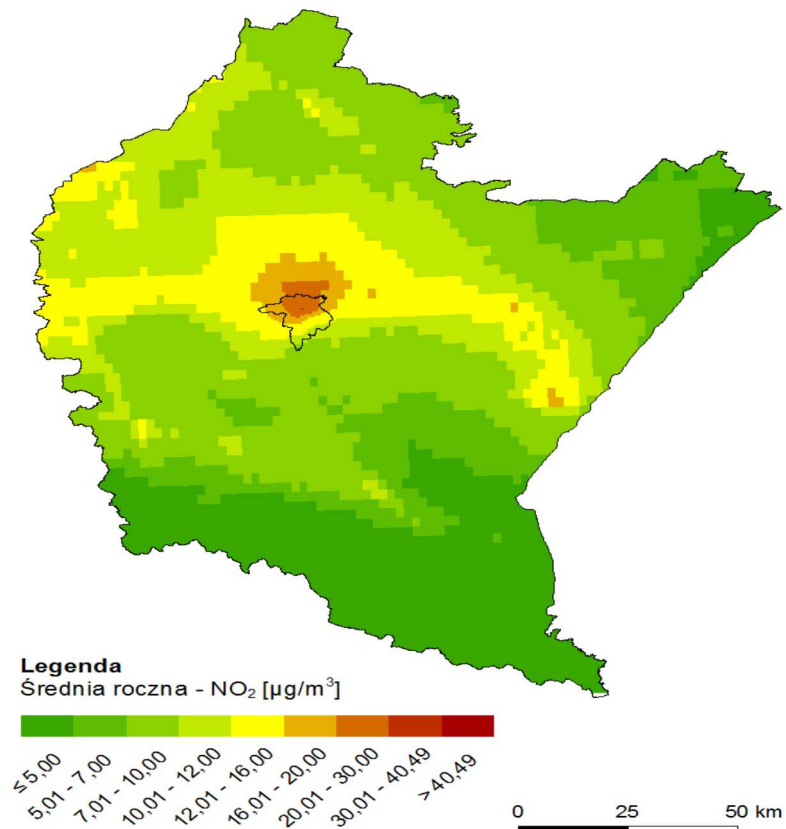 Legenda
Średnia roczna - NO₂ [µg/m³]
≤ 5,00
5,01 - 7,00
7,01 - 10,00
10,01 - 12,00
12,01 - 16,00
16,01 - 20,00
20,01 - 30,00
30,01 - 40,49
> 40,49
0 25 50 km